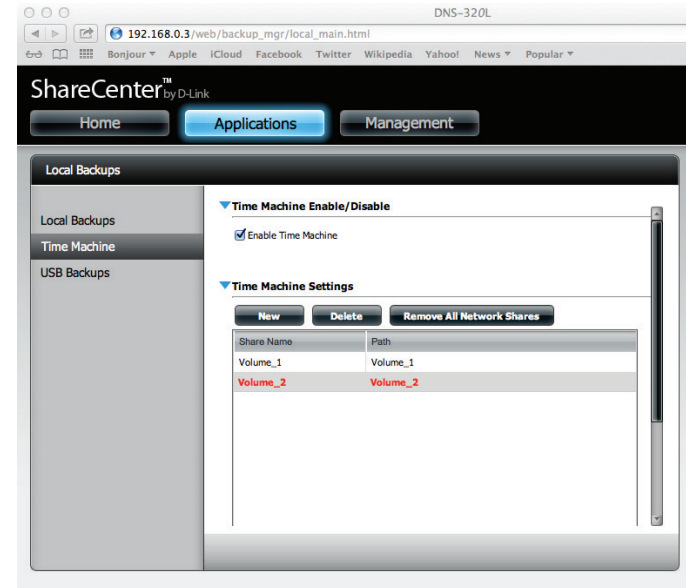 DNS-320L
192.168.0.3/web/backup_mgr/local_main.html
Bonjour Apple iCloud Facebook Twitter Wikipedia Yahoo! News Popular
ShareCenter™ by D-Link
Home Applications Management
Local Backups
Local Backups
Time Machine
USB Backups
Time Machine Enable/Disable
Enable Time Machine
Time Machine Settings
New Delete Remove All Network Shares
Share Name Path
Volume_1 Volume_1
Volume_2 Volume_2